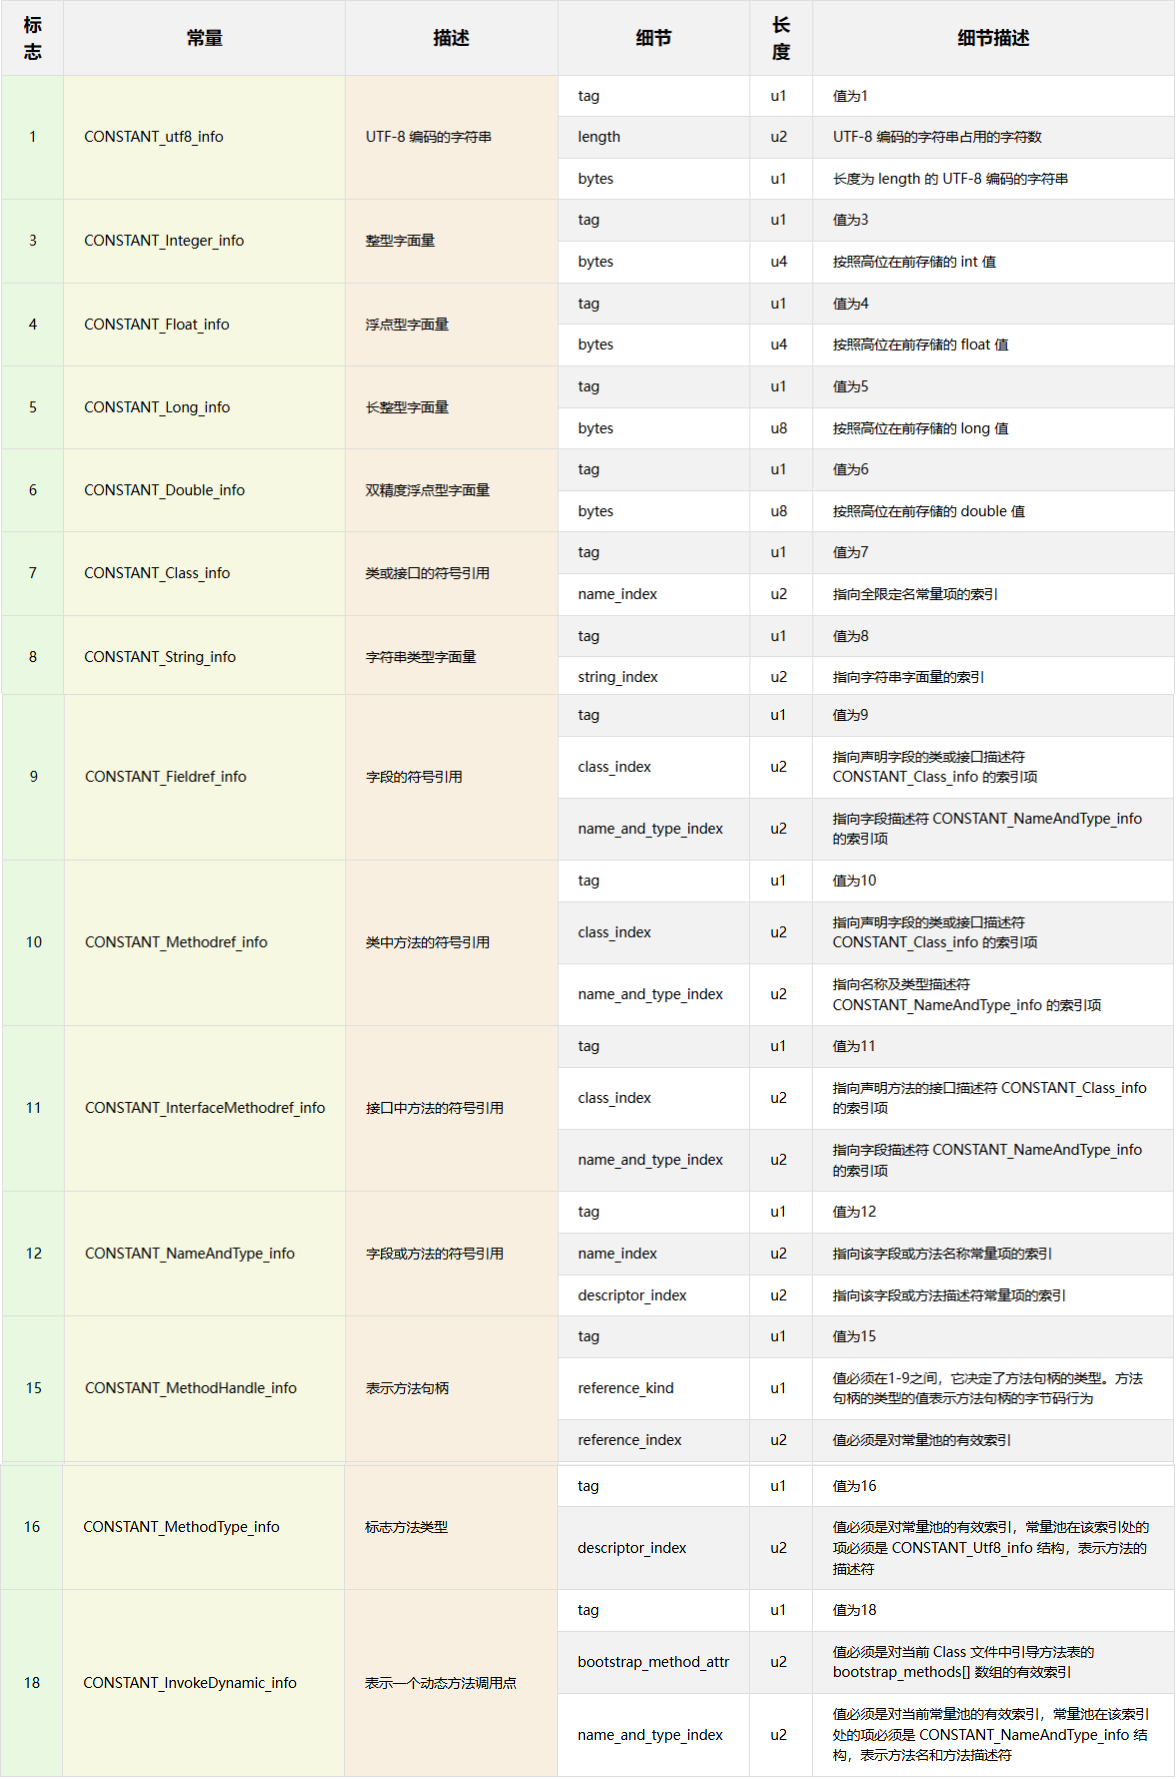 标志 常量 描述 细节 长度 细节描述
1 CONSTANT_utf8_info UTF-8 编码的字符串 tag u1 值为1
length u2 UTF-8 编码的字符串占用的字符数
bytes u1 长度为 length 的 UTF-8 编码的字符串
3 CONSTANT_Integer_info 整型字面量 tag u1 值为3
bytes u4 按照高位在前存储的 int 值
4 CONSTANT_Float_info 浮点型字面量 tag u1 值为4
bytes u4 按照高位在前存储的 float 值
5 CONSTANT_Long_info 长整型字面量 tag u1 值为5
bytes u8 按照高位在前存储的 long 值
6 CONSTANT_Double_info 双精度浮点型字面量 tag u1 值为6
bytes u8 按照高位在前存储的 double 值
7 CONSTANT_Class_info 类或接口的符号引用 tag u1 值为7
name_index u2 指向全限定名常量项的索引
8 CONSTANT_String_info 字符串类型字面量 tag u1 值为8
string_index u2 指向字符串字面量的索引
9 CONSTANT_Fieldref_info 字段的符号引用 tag u1 值为9
class_index u2 指向声明字段的类或接口描述符
CONSTANT_Class_info 的索引项
name_and_type_index u2 指向字段描述符 CONSTANT_NameAndType_info
的索引项
10 CONSTANT_Methodref_info 类中方法的符号引用 tag u1 值为10
class_index u2 指向声明字段的类或接口描述符
CONSTANT_Class_info 的索引项
name_and_type_index u2 指向名称及类型描述符
CONSTANT_NameAndType_info 的索引项
11 CONSTANT_InterfaceMethodref_info 接口中方法的符号引用 tag u1 值为11
class_index u2 指向声明方法的接口描述符 CONSTANT_Class_info
的索引项
name_and_type_index u2 指向字段描述符 CONSTANT_NameAndType_info
的索引项
12 CONSTANT_NameAndType_info 字段或方法的符号引用 tag u1 值为12
name_index u2 指向该字段或方法名称常量项的索引
descriptor_index u2 指向该字段或方法描述符常量项的索引
15 CONSTANT_MethodHandle_info 表示方法句柄 tag u1 值为15
reference_kind u1 值必须在1-9之间，它决定了方法句柄的类型。方法
句柄的类型的值表示方法句柄的字节码行为
reference_index u2 值必须是对常量池的有效索引
16 CONSTANT_MethodType_info 标志方法类型 tag u1 值为16
descriptor_index u2 值必须是对常量池的有效索引，常量池在该索引处的
项必须是 CONSTANT_Utf8_info 结构，表示方法的
描述符
18 CONSTANT_InvokeDynamic_info 表示一个动态方法调用点 tag u1 值为18
bootstrap_method_attr u2 值必须是对当前 Class 文件中引导方法表的
bootstrap_methods[] 数组的有效索引
name_and_type_index u2 值必须是对当前常量池的有效索引，常量池在该索引
处的项必须是 CONSTANT_NameAndType_info 结
构，表示方法名和方法描述符